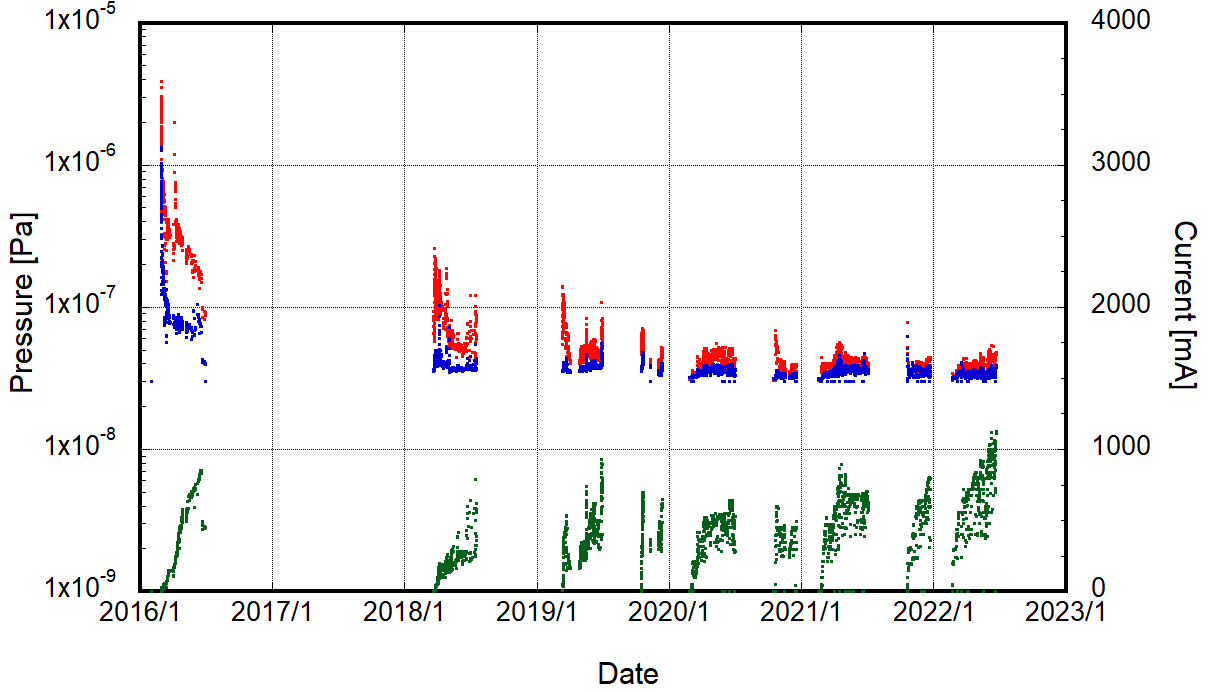 1x10-5
1x10-6
1x10-7
1x10-8
1x10-9
Pressure [Pa]
4000
3000
2000
1000
0
Current [mA]
2016/1 2017/1 2018/1 2019/1 2020/1 2021/1 2022/1 2023/1
Date